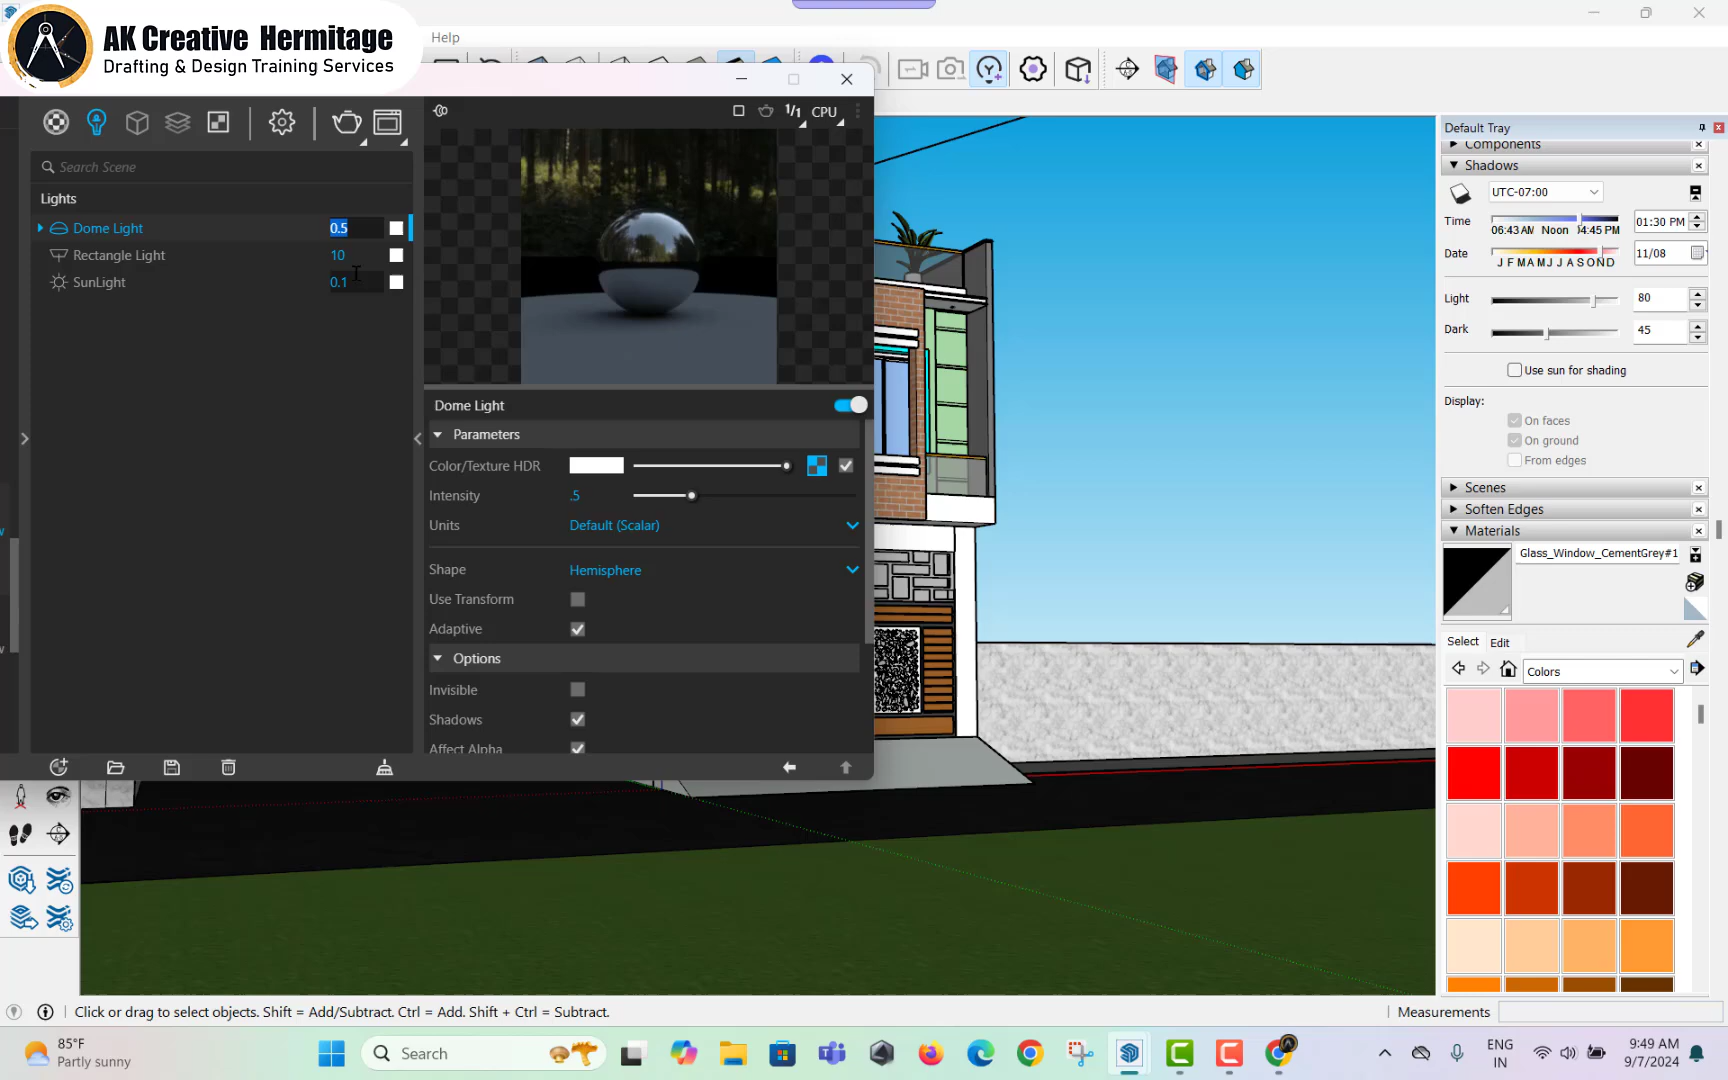 AK Creative Hermitage
Drafting & Design Training Services
Help
1/1 CPU
Search Scene
Lights
Dome Light 0.5
Rectangle Light 10
SunLight 0.1
Dome Light
Parameters
Color/Texture HDR
Intensity .5
Units Default (Scalar)
Shape Hemisphere
Use Transform
Adaptive
Options
Invisible
Shadows
Affect Alpha
Default Tray
Components
Shadows
UTC-07:00
Time 06:43 AM Noon 04:45 PM 01:30 PM
Date J F M A M J J A S O N D 11/08
Light 80
Dark 45
Use sun for shading
Display:
On faces
On ground
From edges
Scenes
Soften Edges
Materials
Glass_Window_CementGrey#1
Select Edit
Colors
Click or drag to select objects. Shift = Add/Subtract. Ctrl = Add. Shift + Ctrl = Subtract.
Measurements
85°F
Partly sunny
Search
ENG
IN
9:49 AM
9/7/2024